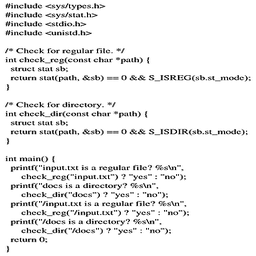 #include <sys/types.h>
#include <sys/stat.h>
#include <stdio.h>
#include <unistd.h>

/* Check for regular file. */
int check_reg(const char *path) {
  struct stat sb;
  return stat(path, &sb) == 0 && S_ISREG(sb.st_mode);
}

/* Check for directory. */
int check_dir(const char *path) {
  struct stat sb;
  return stat(path, &sb) == 0 && S_ISDIR(sb.st_mode);
}

int main() {
  printf("input.txt is a regular file? %s\n",
      check_reg("input.txt") ? "yes" : "no");
  printf("docs is a directory? %s\n",
      check_dir("docs") ? "yes" : "no");
  printf("/input.txt is a regular file? %s\n",
      check_reg("/input.txt") ? "yes" : "no");
  printf("/docs is a directory? %s\n",
      check_dir("/docs") ? "yes" : "no");
  return 0;
}